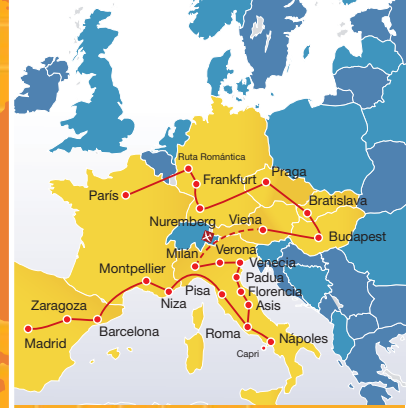 Ruta Romántica
Praga
Frankfurt
París
Bratislava
Nuremberg
Viena
Budapest
Verona
Milán
Venecia
Montpellier
Padua
Pisa
Florencia
Niza
Zaragoza
Asis
Barcelona
Roma
Madrid
Nápoles
Capri